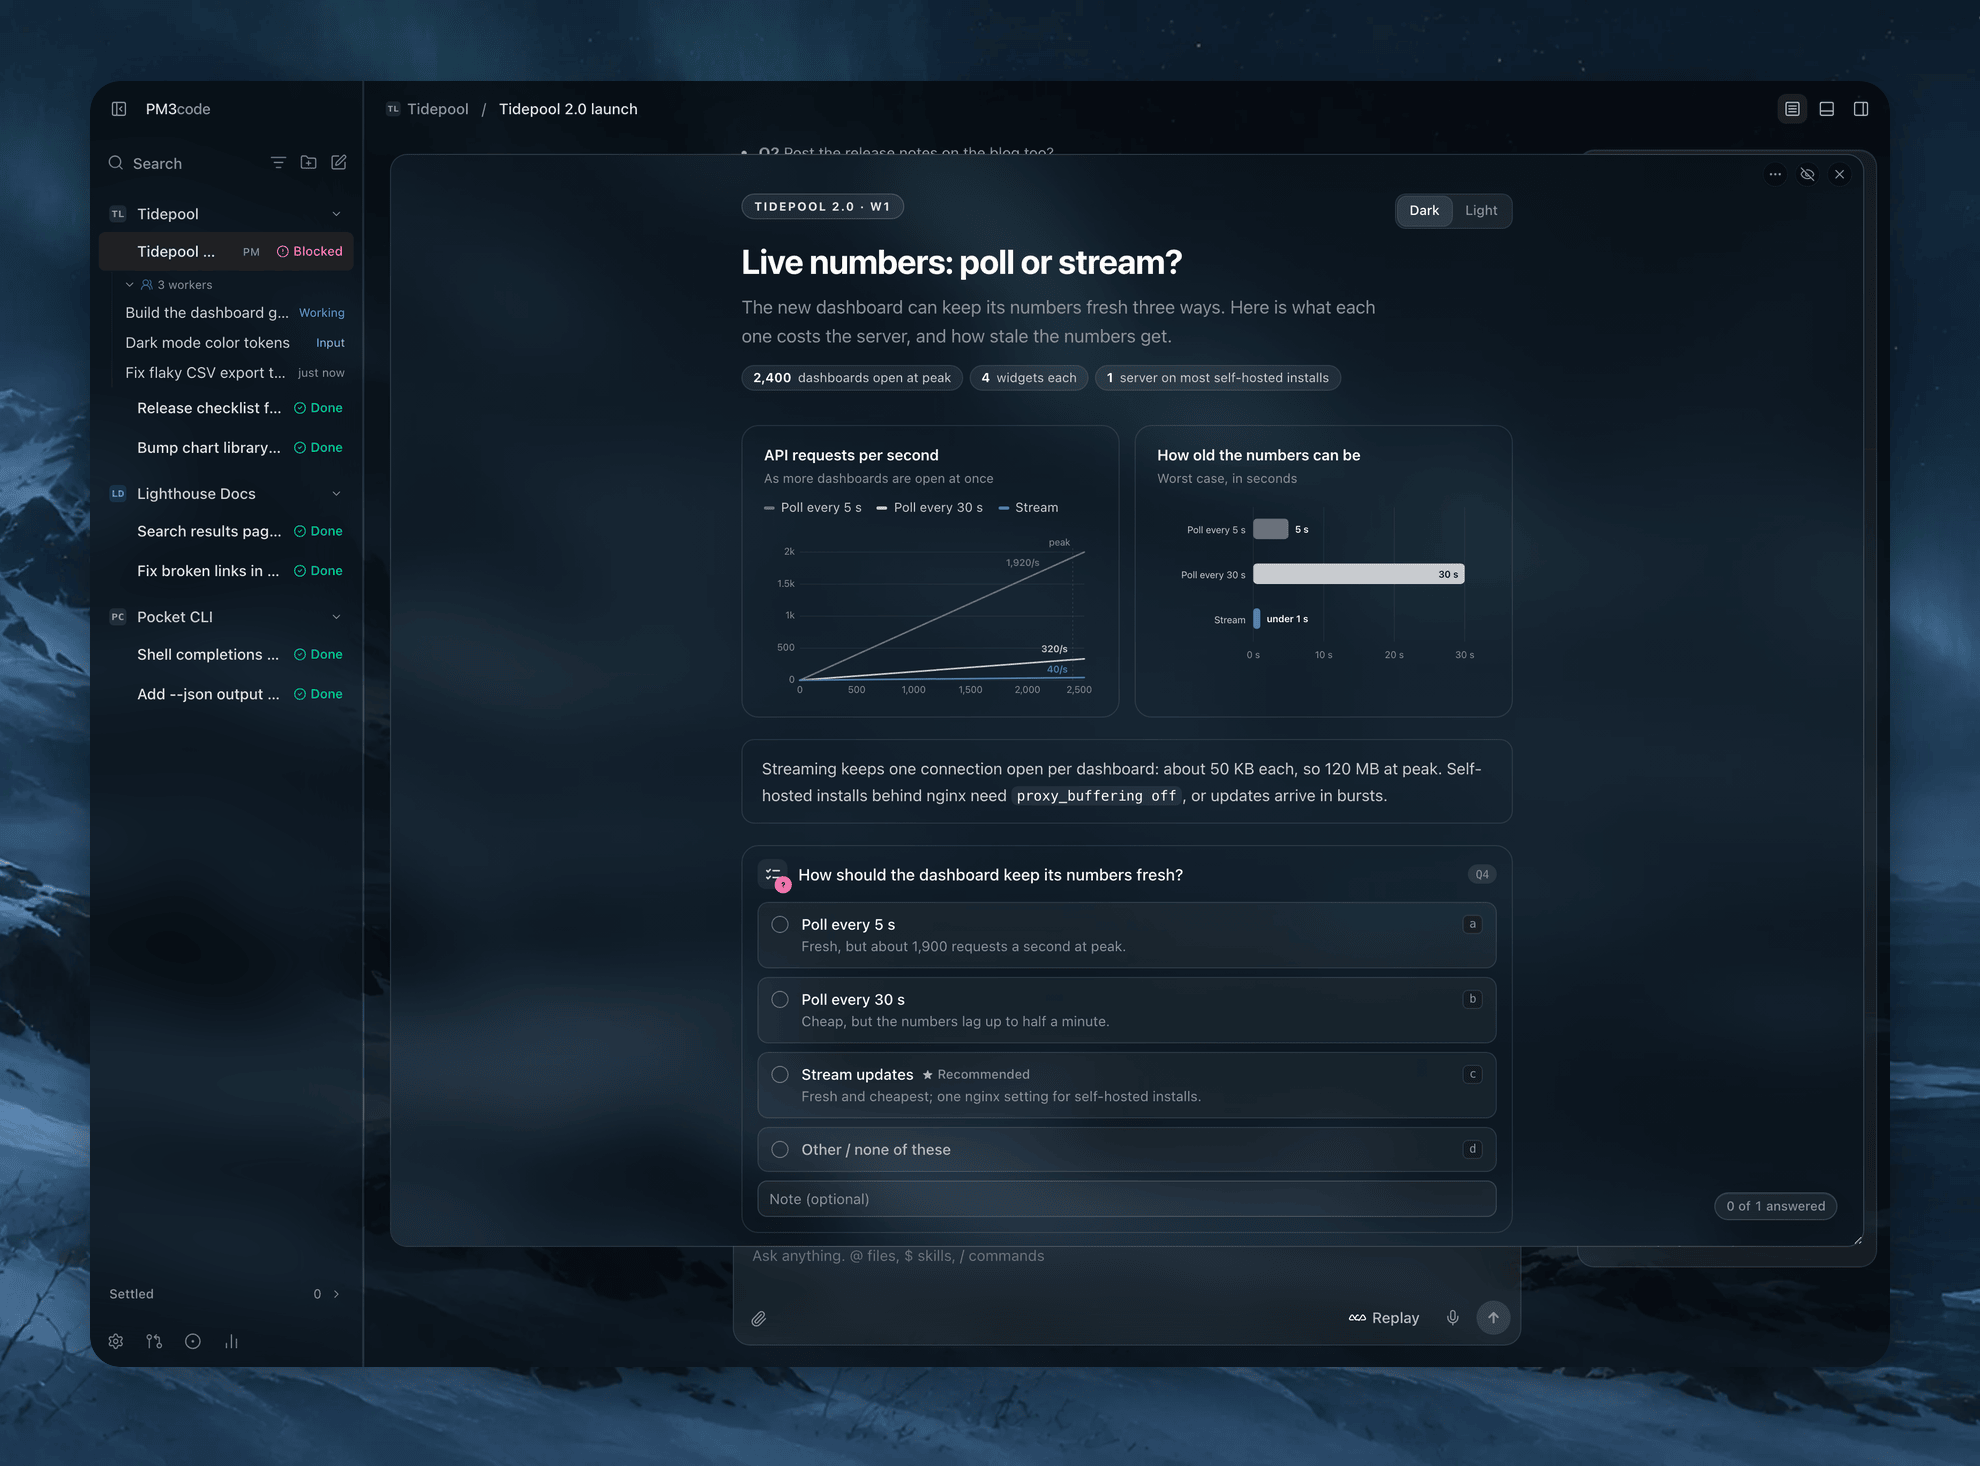 PM3code
Search
TL Tidepool
Tidepool ... PM Blocked
3 workers
Build the dashboard g... Working
Dark mode color tokens Input
Fix flaky CSV export t... just now
Release checklist f... Done
Bump chart library... Done
LD Lighthouse Docs
Search results pag... Done
Fix broken links in ... Done
PC Pocket CLI
Shell completions ... Done
Add --json output ... Done
Settled 0
TL Tidepool / Tidepool 2.0 launch
• Q2 Post the release notes on the blog too?
TIDEPOOL 2.0 · W1
Dark Light
Live numbers: poll or stream?
The new dashboard can keep its numbers fresh three ways. Here is what each
one costs the server, and how stale the numbers get.
2,400 dashboards open at peak 4 widgets each 1 server on most self-hosted installs
API requests per second
As more dashboards are open at once
Poll every 5 s Poll every 30 s Stream
peak
2k
1,920/s
1.5k
1k
500
320/s
40/s
0
0 500 1,000 1,500 2,000 2,500
How old the numbers can be
Worst case, in seconds
Poll every 5 s 5 s
Poll every 30 s 30 s
Stream under 1 s
0 s 10 s 20 s 30 s
Streaming keeps one connection open per dashboard: about 50 KB each, so 120 MB at peak. Self-
hosted installs behind nginx need proxy_buffering off, or updates arrive in bursts.
? How should the dashboard keep its numbers fresh? Q4
Poll every 5 s a
Fresh, but about 1,900 requests a second at peak.
Poll every 30 s b
Cheap, but the numbers lag up to half a minute.
Stream updates ★ Recommended c
Fresh and cheapest; one nginx setting for self-hosted installs.
Other / none of these d
Note (optional)
0 of 1 answered
Ask anything. @ files, $ skills, / commands
Replay